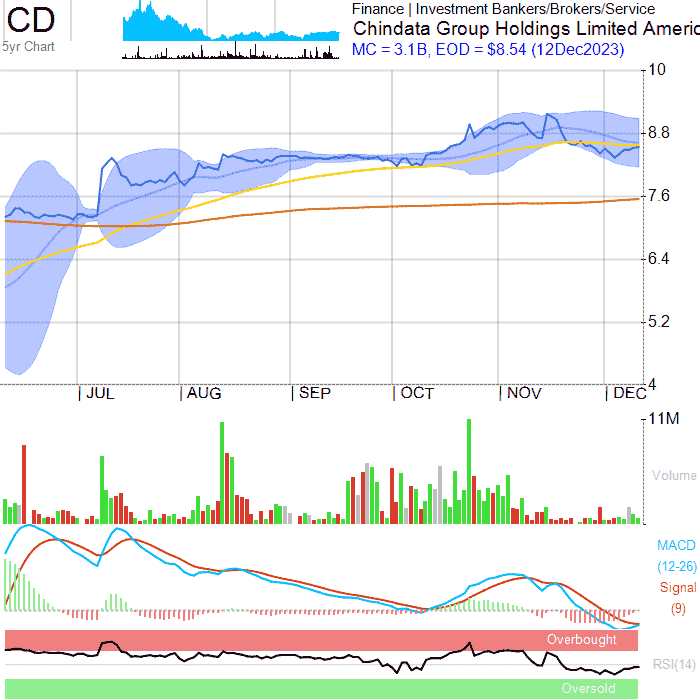 CD
5yr Chart
Finance | Investment Bankers/Brokers/Service
Chindata Group Holdings Limited Americ
MC = 3.1B, EOD = $8.54 (12Dec2023)
10
8.8
7.6
6.4
5.2
4
JUL AUG SEP OCT NOV DEC
11M
Volume
MACD
(12-26)
Signal
(9)
Overbought
RSI(14)
Oversold